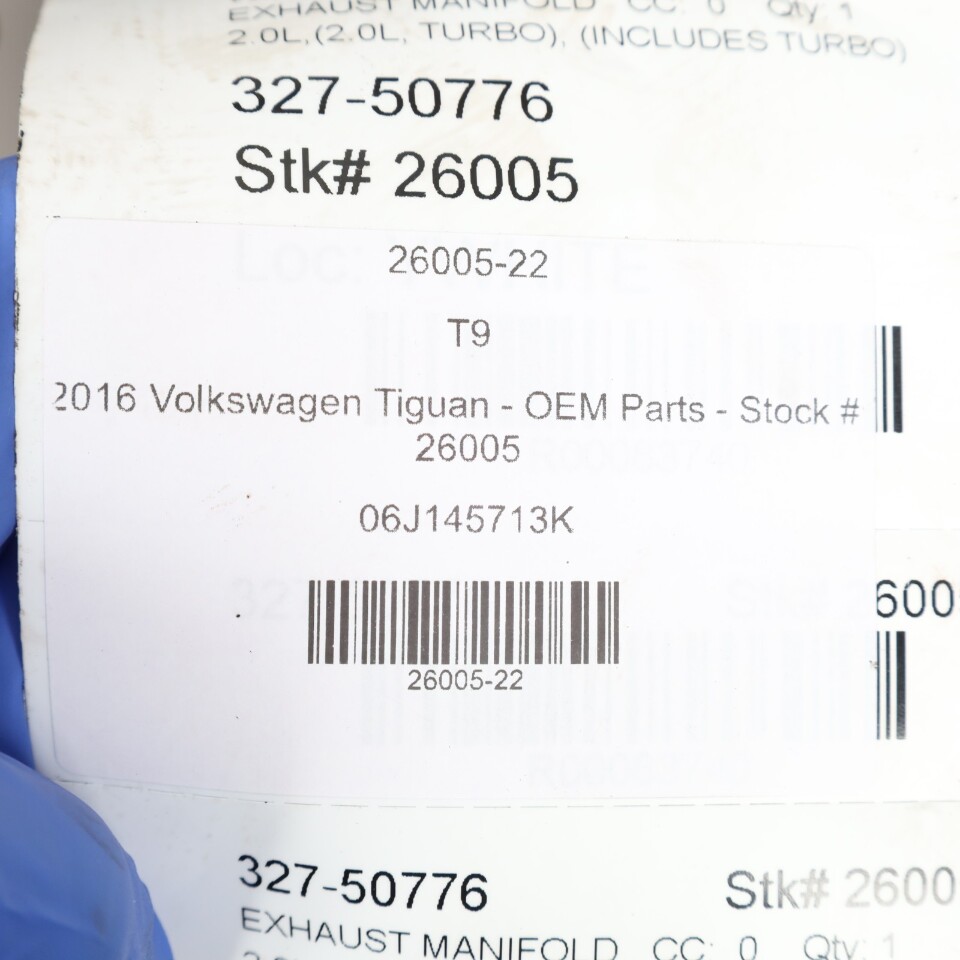 EXHAUST MANIFOLD CC: 0 Qty: 1
2.0L,(2.0L, TURBO), (INCLUDES TURBO)
327-50776
Stk# 26005
26005-22
T9
2016 Volkswagen Tiguan - OEM Parts - Stock #
26005
06J145713K
600
26005-22
327-50776 Stk# 2600
EXHAUST MANIFOLD CC: 0 Qty: 1